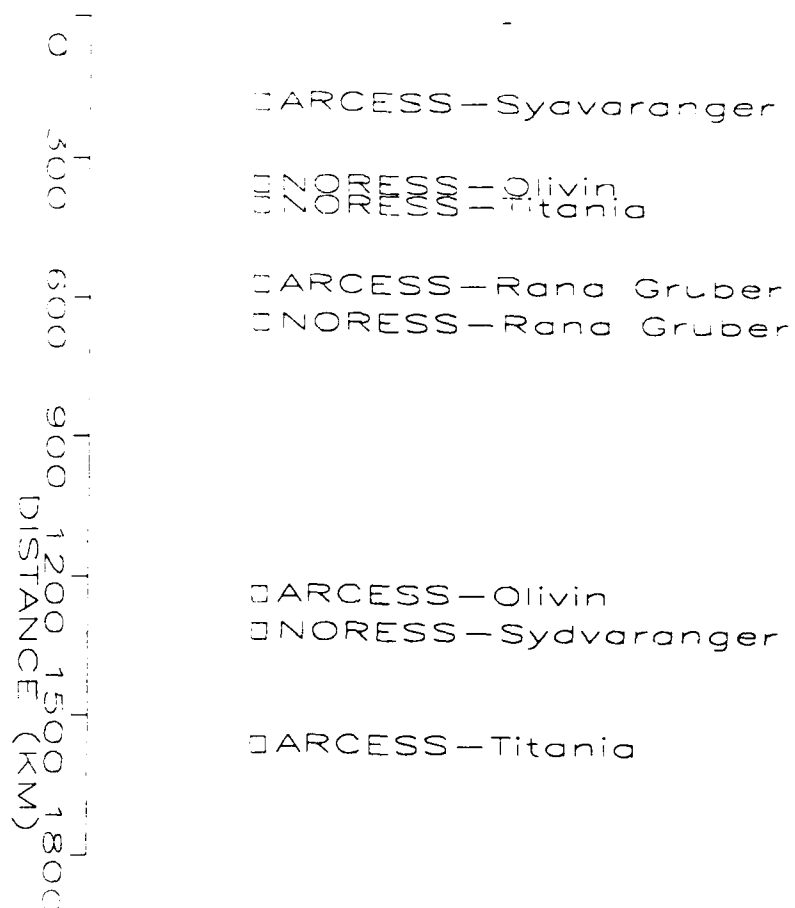 0
ARCESS-Syavaranger
300
NORESS-Olivin
NORESS-Titania
ARCESS-Rana Gruber
600
NORESS-Rana Gruber
900
1200
ARCESS-Olivin
NORESS-Sydvaranger
1500
ARCESS-Titania
1800
DISTANCE (KM)